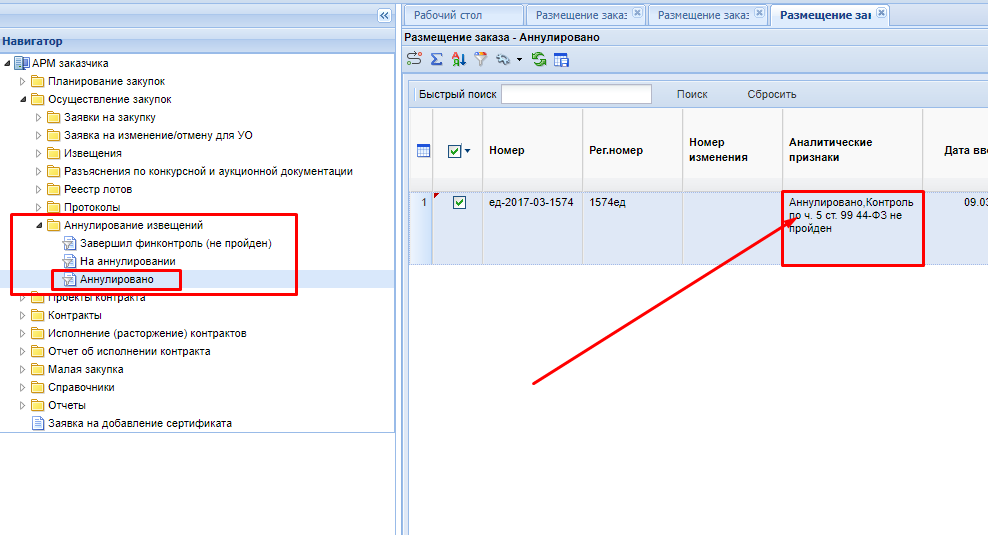 Навигатор
АРМ заказчика
Планирование закупок
Осуществление закупок
Заявки на закупку
Заявка на изменение/отмену для УО
Извещения
Разъяснения по конкурсной и аукционной документации
Реестр лотов
Протоколы
Аннулирование извещений
Завершил финконтроль (не пройден)
На аннулировании
Аннулировано
Проекты контракта
Контракты
Исполнение (расторжение) контрактов
Отчет об исполнении контракта
Малая закупка
Справочники
Отчеты
Заявка на добавление сертификата
Рабочий стол Размещение заказ Размещение заказ Размещение за
Размещение заказа - Аннулировано
Быстрый поиск Поиск Сбросить
Номер Рег.номер Номер изменения Аналитические признаки Дата вве
1 ед-2017-03-1574 1574ед Аннулировано,Контроль 09.03
по ч. 5 ст. 99 44-ФЗ не
пройден